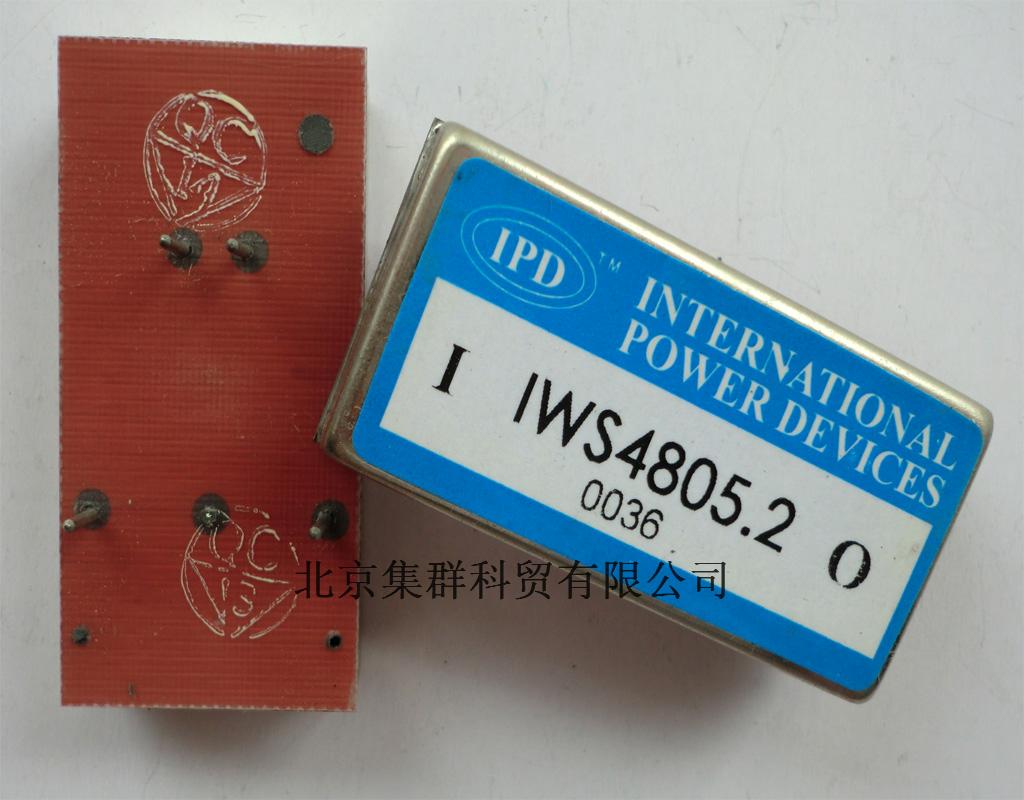 IPD
TM
INTERNATIONAL
POWER DEVICES
I
IWS4805.2
0036
O
北京集群科贸有限公司